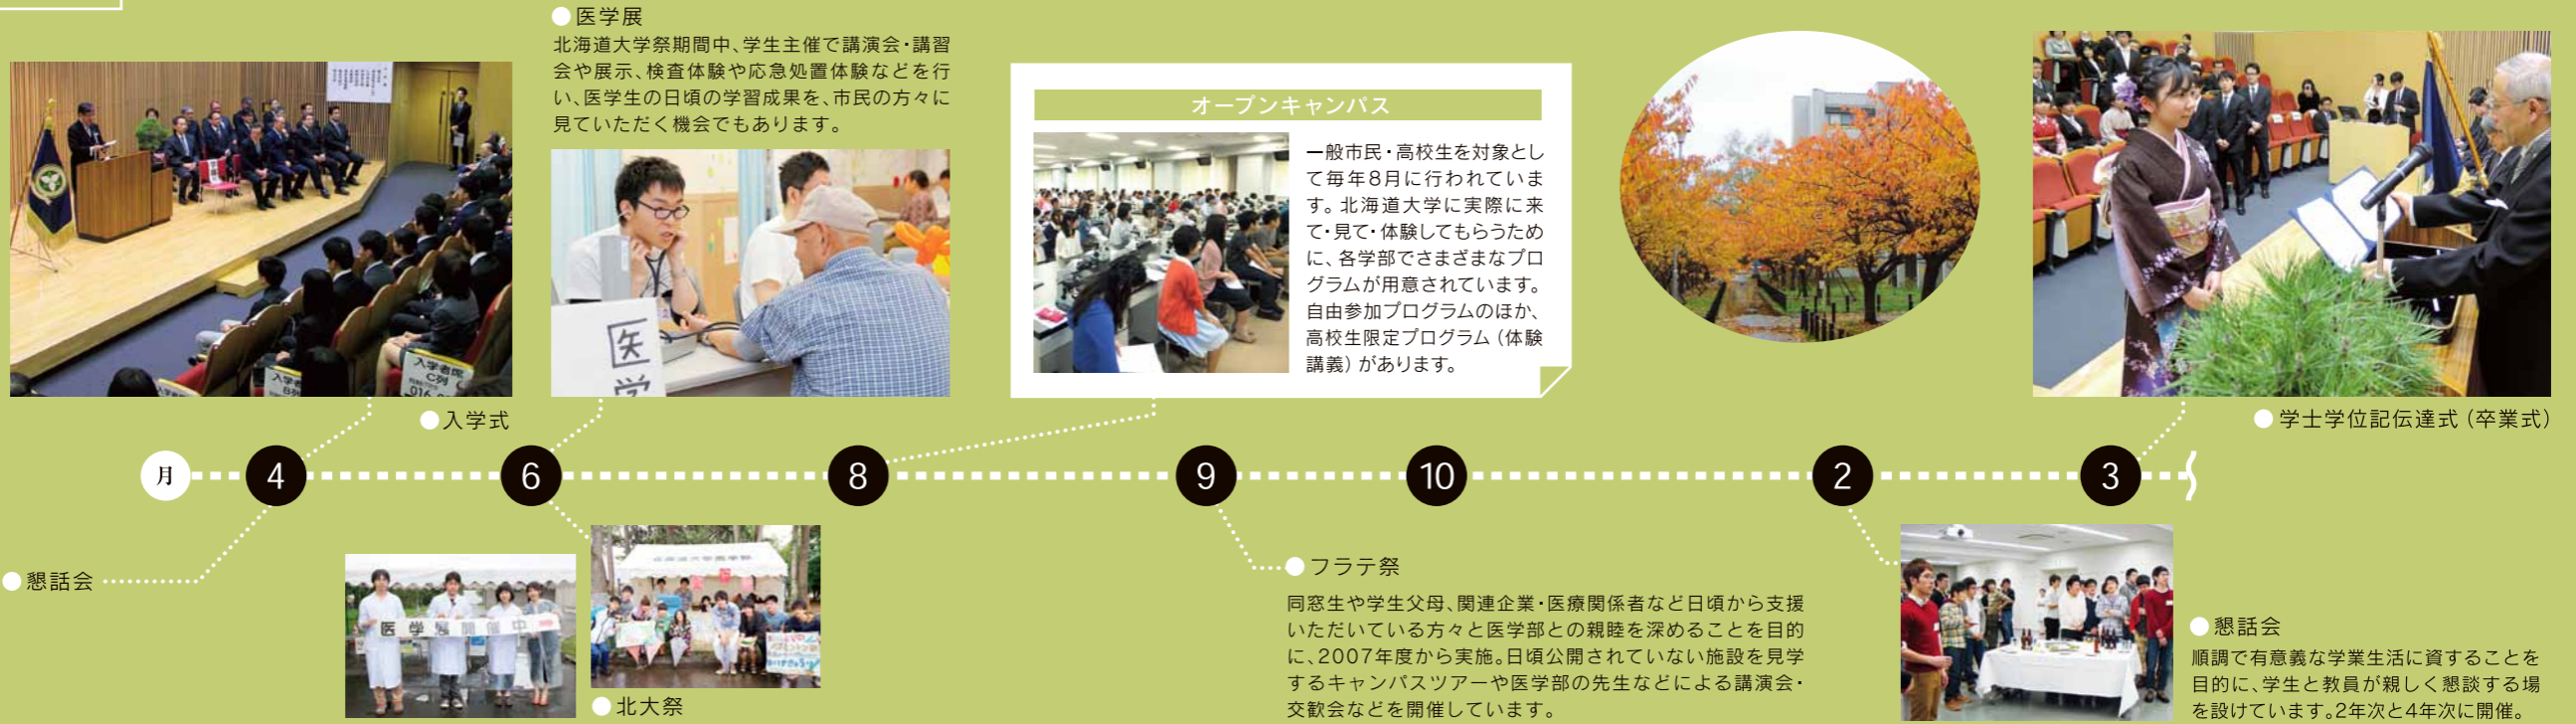 ●医学展
北海道大学祭期間中、学生主催で講演会・講習
会や展示、検査体験や応急処置体験などを行
い、医学生の日頃の学習成果を、市民の方々に
見ていただく機会でもあります。
オープンキャンパス
一般市民・高校生を対象とし
て毎年8月に行われていま
す。北海道大学に実際に来
て・見て・体験してもらうため
に、各学部でさまざまなプロ
グラムが用意されています。
自由参加プログラムのほか、
高校生限定プログラム（体験
講義）があります。
入学者席
C列
B列
医学
●入学式
●学士学位記伝達式（卒業式）
月 4 6 8 9 10 2 3
●懇話会
医学展開催中
●北大祭
●フラテ祭
同窓生や学生父母、関連企業・医療関係者など日頃から支援
いただいている方々と医学部との親睦を深めることを目的
に、2007年度から実施。日頃公開されていない施設を見学
するキャンパスツアーや医学部の先生などによる講演会・
交歓会などを開催しています。
●懇話会
順調で有意義な学業生活に資することを
目的に、学生と教員が親しく懇談する場
を設けています。2年次と4年次に開催。